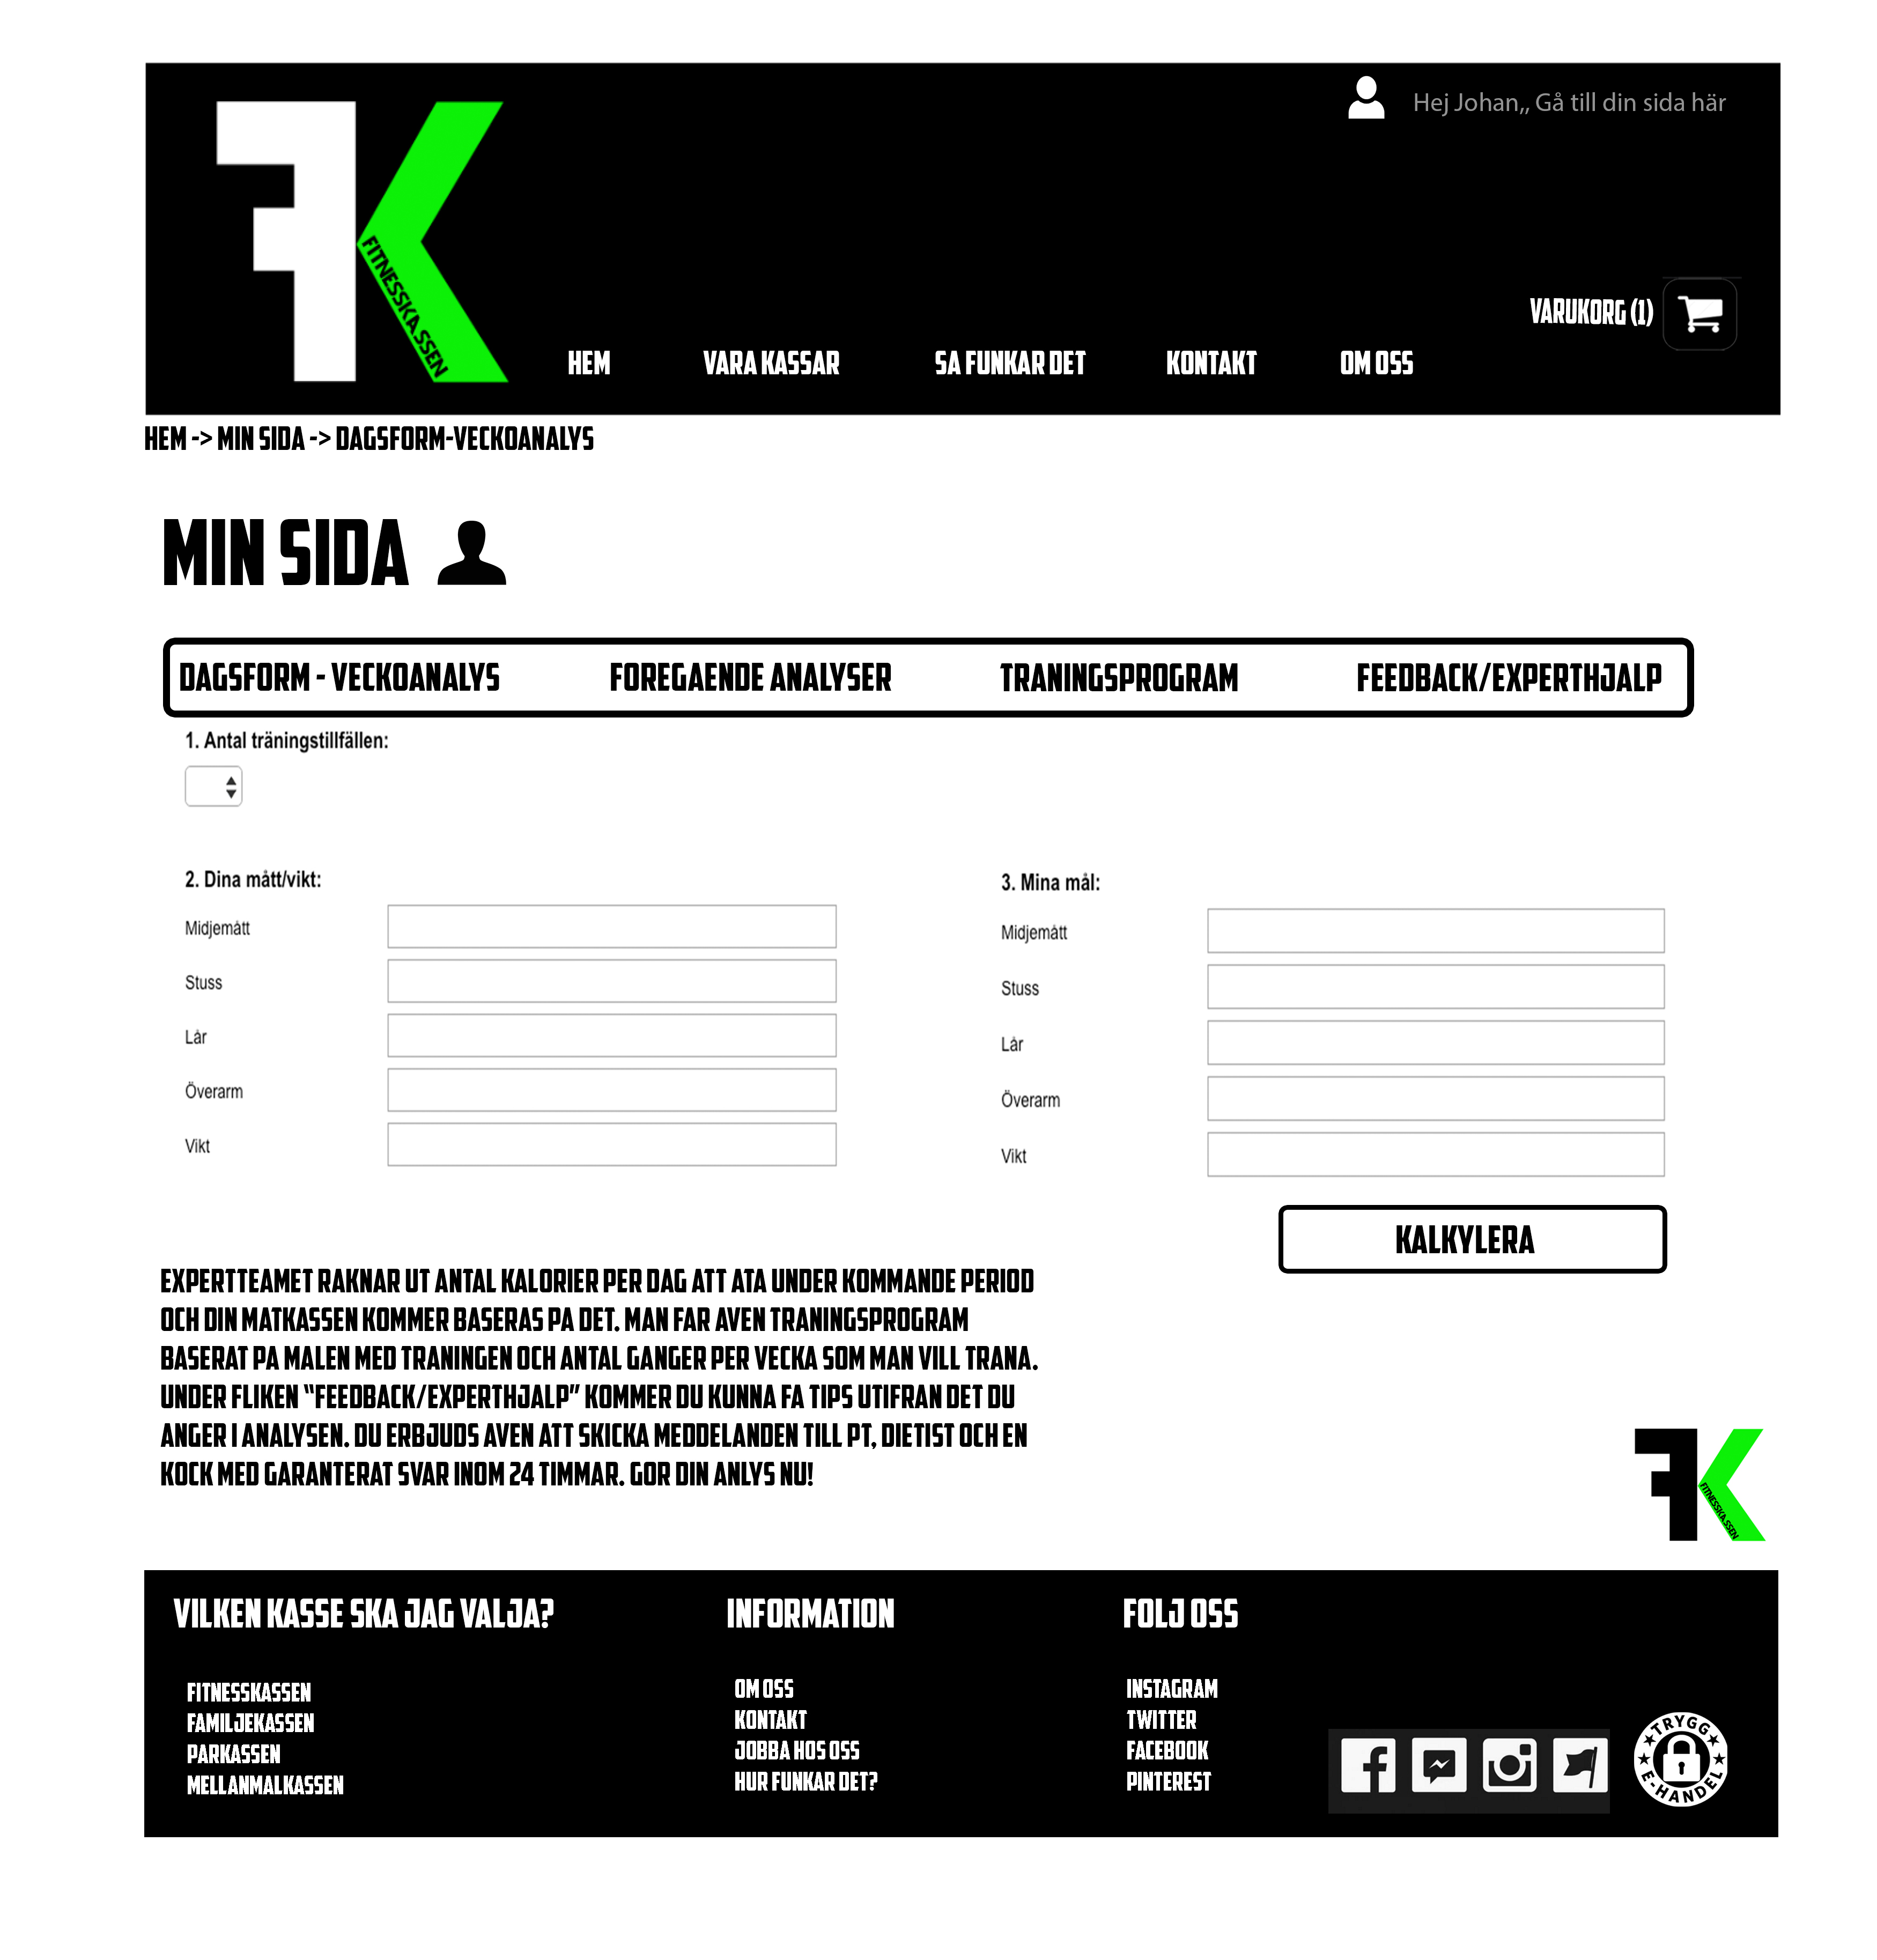 Hej Johan,, Gå till din sida här
FITNESSKASSEN
VARUKORG (1)
HEM VARA KASSAR SA FUNKAR DET KONTAKT OM OSS
HEM -> MIN SIDA -> DAGSFORM-VECKOANALYS
MIN SIDA
DAGSFORM - VECKOANALYS FOREGAENDE ANALYSER TRANINGSPROGRAM FEEDBACK/EXPERTHJALP
1. Antal träningstillfällen:
2. Dina mått/vikt:
Midjemått
Stuss
Lår
Överarm
Vikt
3. Mina mål:
Midjemått
Stuss
Lår
Överarm
Vikt
KALKYLERA
EXPERTTEAMET RAKNAR UT ANTAL KALORIER PER DAG ATT ATA UNDER KOMMANDE PERIOD
OCH DIN MATKASSEN KOMMER BASERAS PA DET. MAN FAR AVEN TRANINGSPROGRAM
BASERAT PA MALEN MED TRANINGEN OCH ANTAL GANGER PER VECKA SOM MAN VILL TRANA.
UNDER FLIKEN “FEEDBACK/EXPERTHJALP” KOMMER DU KUNNA FA TIPS UTIFRAN DET DU
ANGER I ANALYSEN. DU ERBJUDS AVEN ATT SKICKA MEDDELANDEN TILL PT, DIETIST OCH EN
KOCK MED GARANTERAT SVAR INOM 24 TIMMAR. GOR DIN ANLYS NU!
FITNESSKASSEN
VILKEN KASSE SKA JAG VALJA?
FITNESSKASSEN
FAMILJEKASSEN
PARKASSEN
MELLANMALKASSEN
INFORMATION
OM OSS
KONTAKT
JOBBA HOS OSS
HUR FUNKAR DET?
FOLJ OSS
INSTAGRAM
TWITTER
FACEBOOK
PINTEREST
TRYGG
E-HANDEL